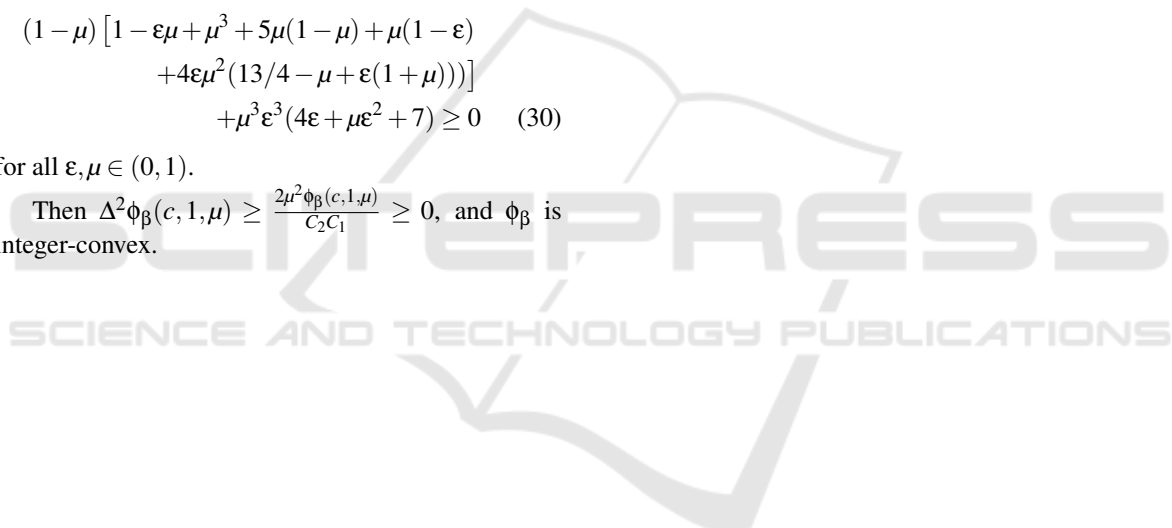 (1−μ) [1−εμ+μ³+5μ(1−μ)+μ(1−ε)
+4εμ²(13/4−μ+ε(1+μ)))]
+μ³ε³(4ε+με²+7) ≥ 0 (30)
for all ε,μ ∈ (0,1).
Then Δ²ϕ_β(c,1,μ) ≥ 2μ²ϕ_β(c,1,μ)/C₂C₁ ≥ 0, and ϕ_β is
integer-convex.
SCITEPRESS
SCIENCE AND TECHNOLOGY PUBLICATIONS